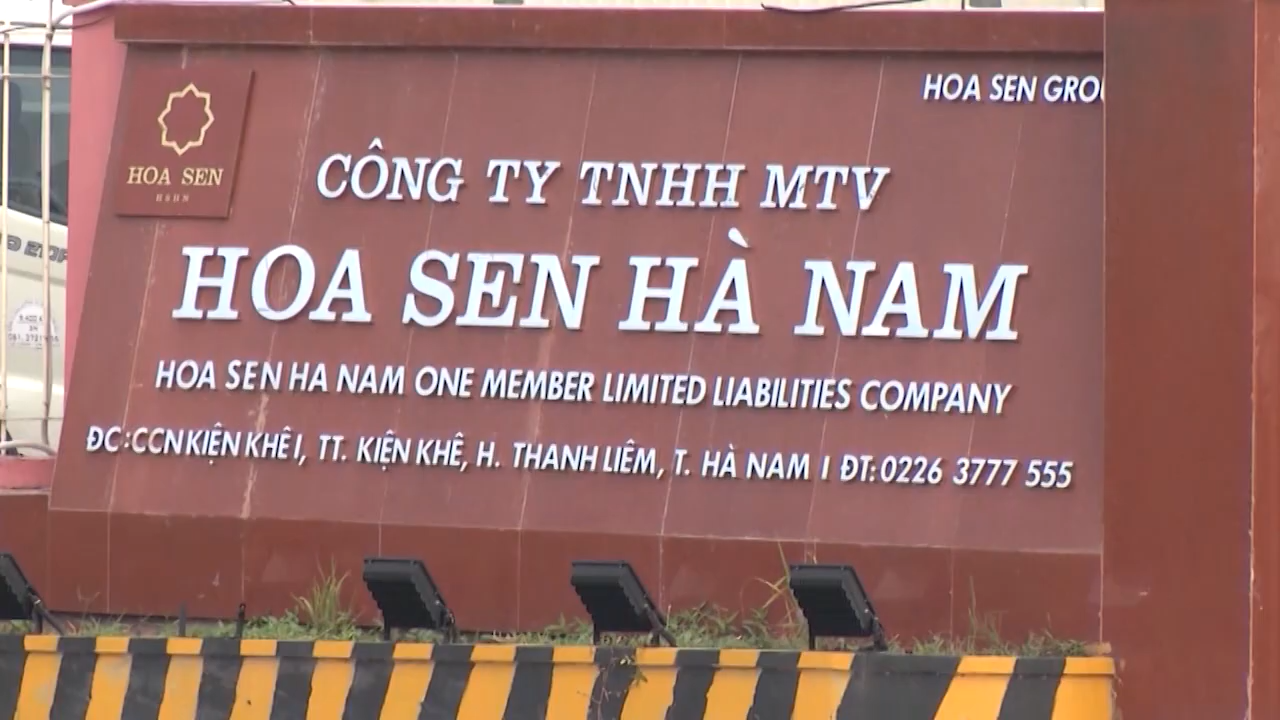 HOA SEN GRO
HOA SEN
CÔNG TY TNHH MTV
HOA SEN HÀ NAM
HOA SEN HA NAM ONE MEMBER LIMITED LIABILITIES COMPANY
ĐC:CCN KIỆN KHÊ I, TT. KIỆN KHÊ, H. THANH LIÊM, T. HÀ NAM I ĐT: 0226 3777 555